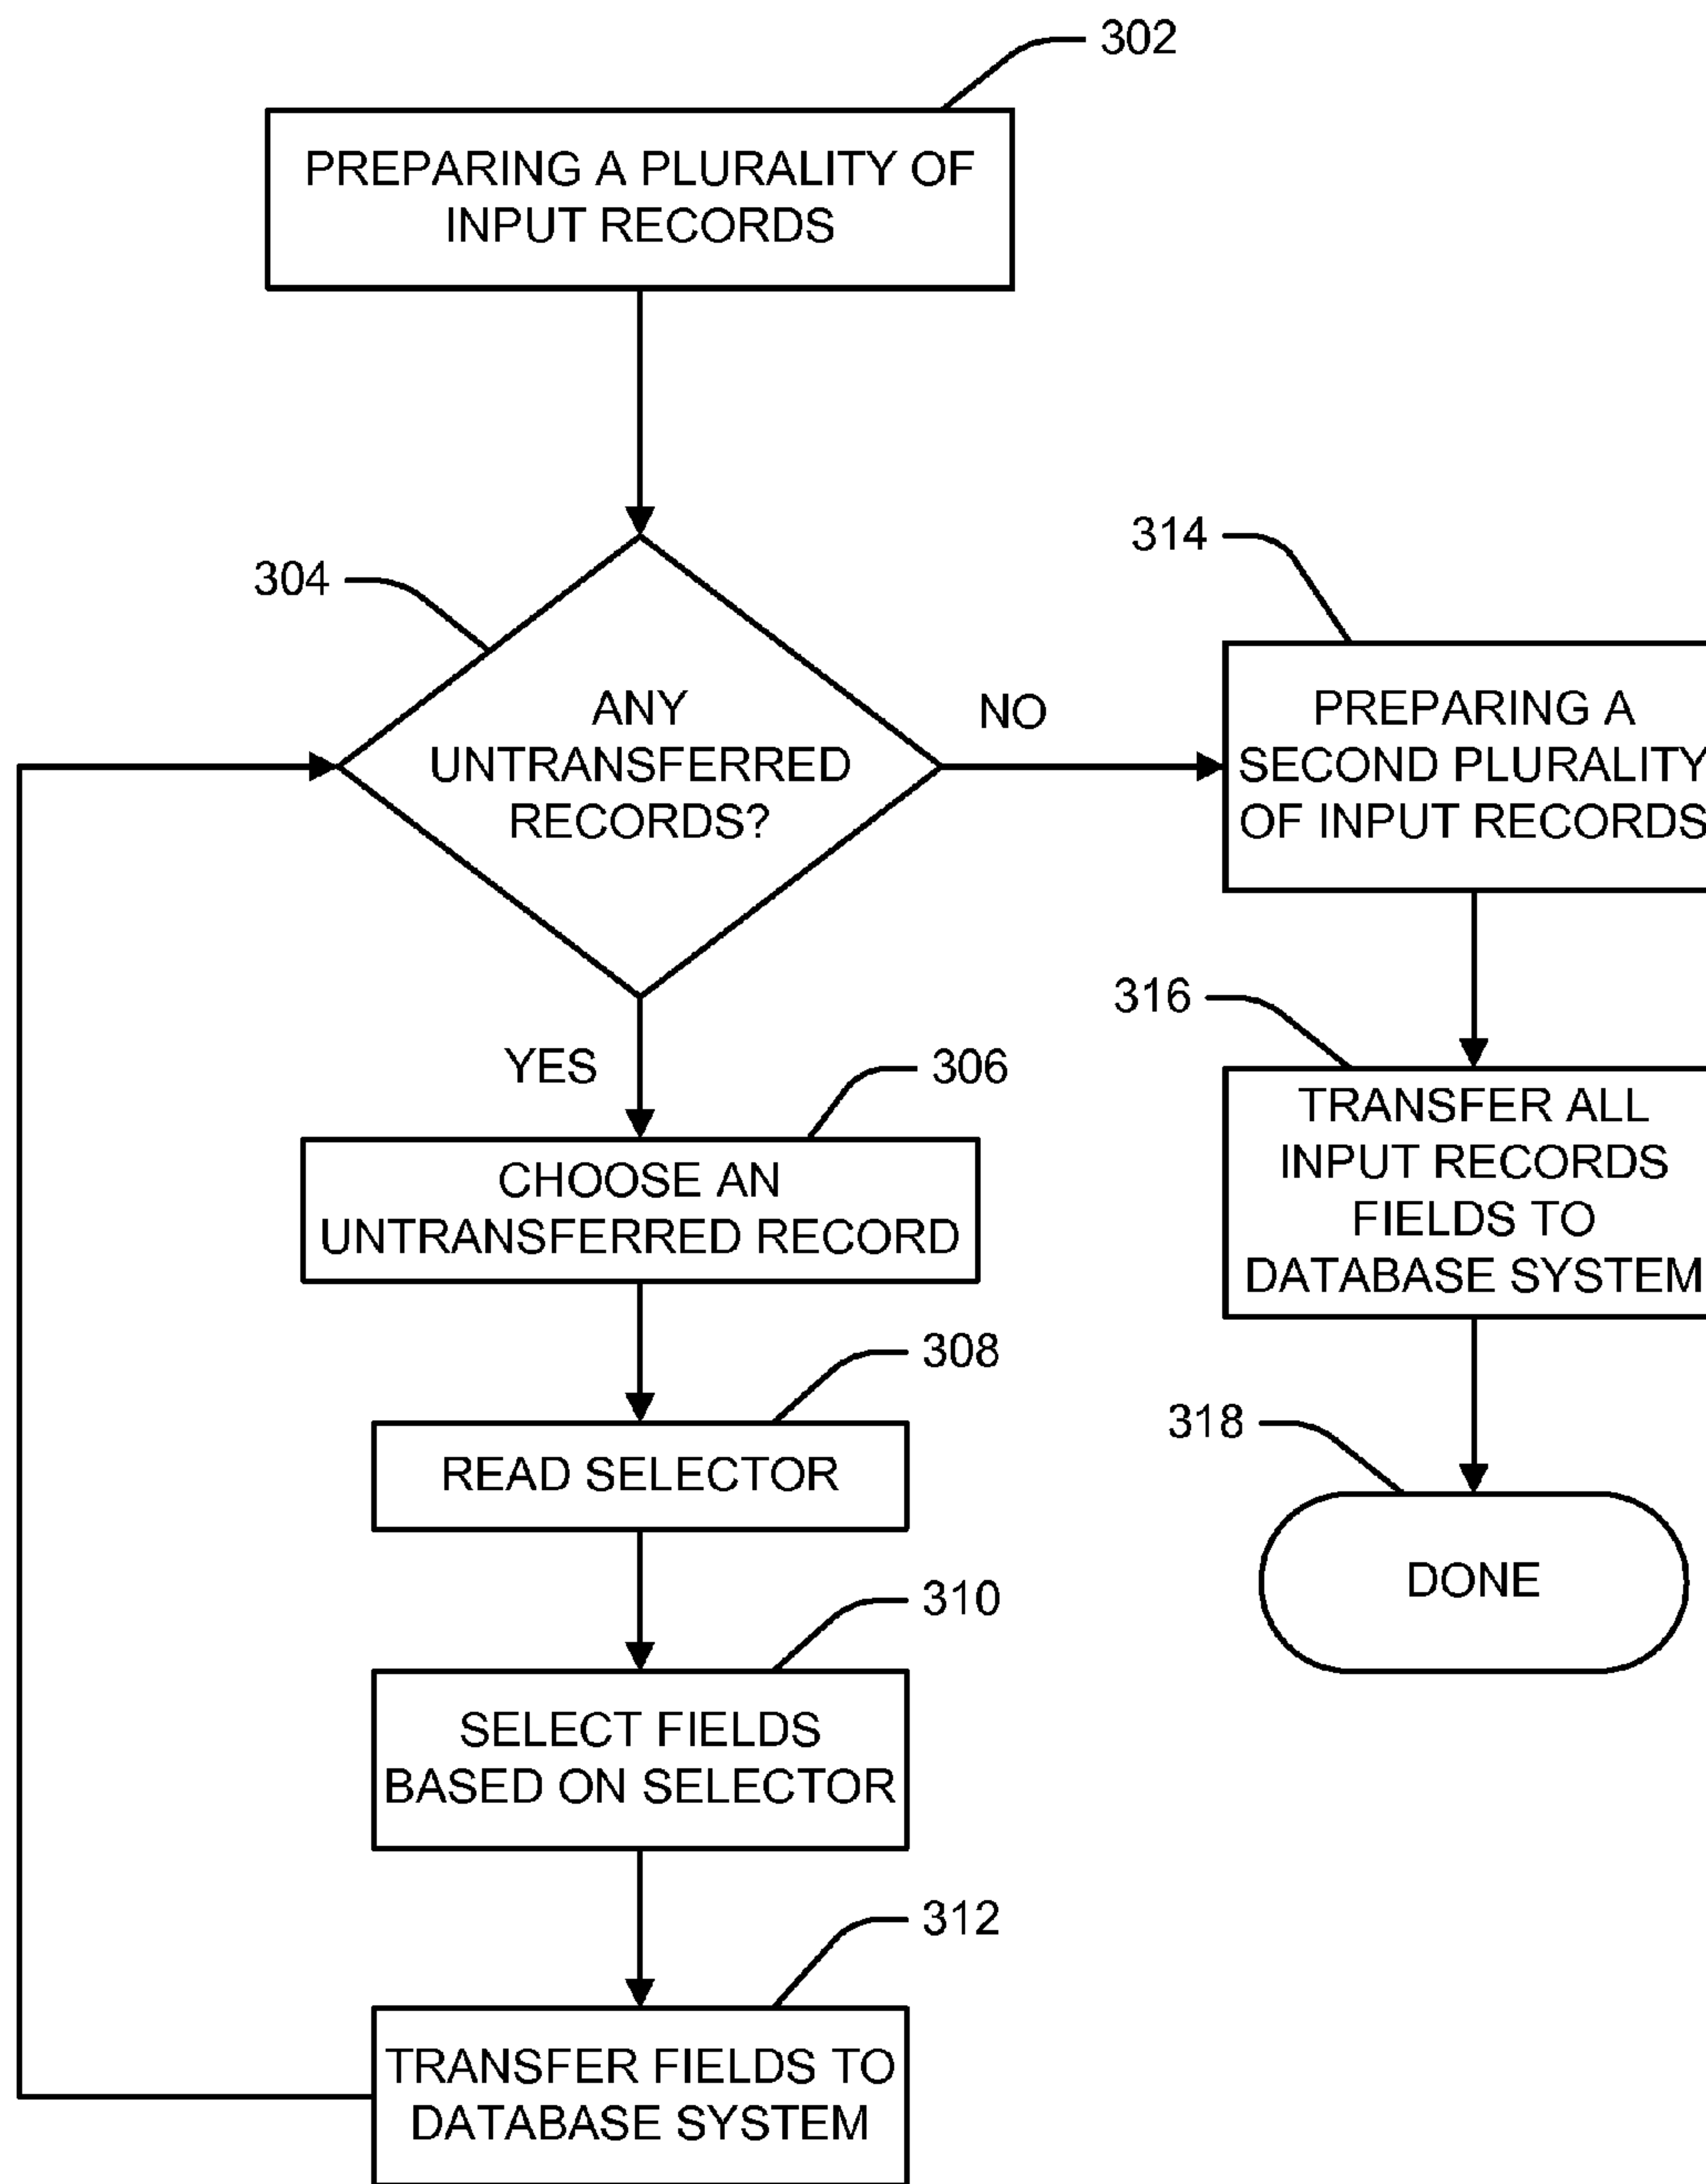 302
PREPARING A PLURALITY OF
INPUT RECORDS
304
ANY
UNTRANSFERRED
RECORDS?
NO
YES
306
CHOOSE AN
UNTRANSFERRED RECORD
308
READ SELECTOR
310
SELECT FIELDS
BASED ON SELECTOR
312
TRANSFER FIELDS TO
DATABASE SYSTEM
314
PREPARING A
SECOND PLURALITY
OF INPUT RECORDS
316
TRANSFER ALL
INPUT RECORDS
FIELDS TO
DATABASE SYSTEM
318
DONE